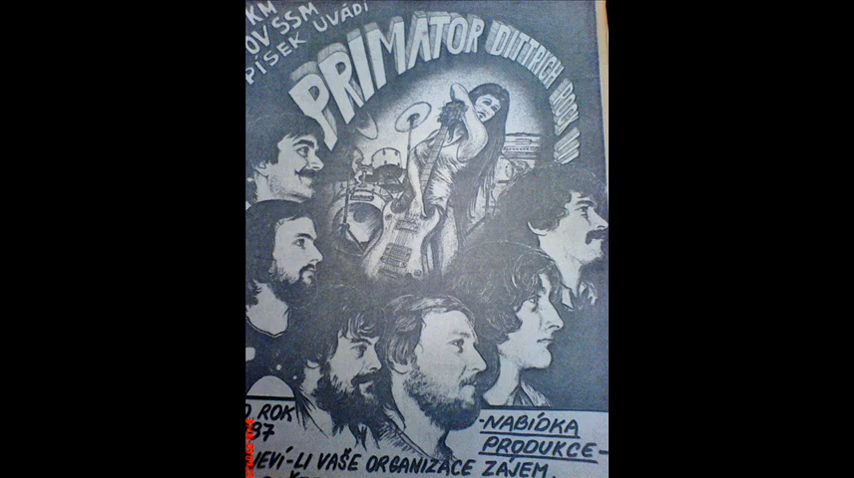 KM
OV SSM
PÍSEK UVÁDÍ
PRIMÁTOR DITTRICH
ROK
-NABÍDKA
PRODUKCE-
JEVÍ-LI VAŠE ORGANIZACE ZÁJEM,